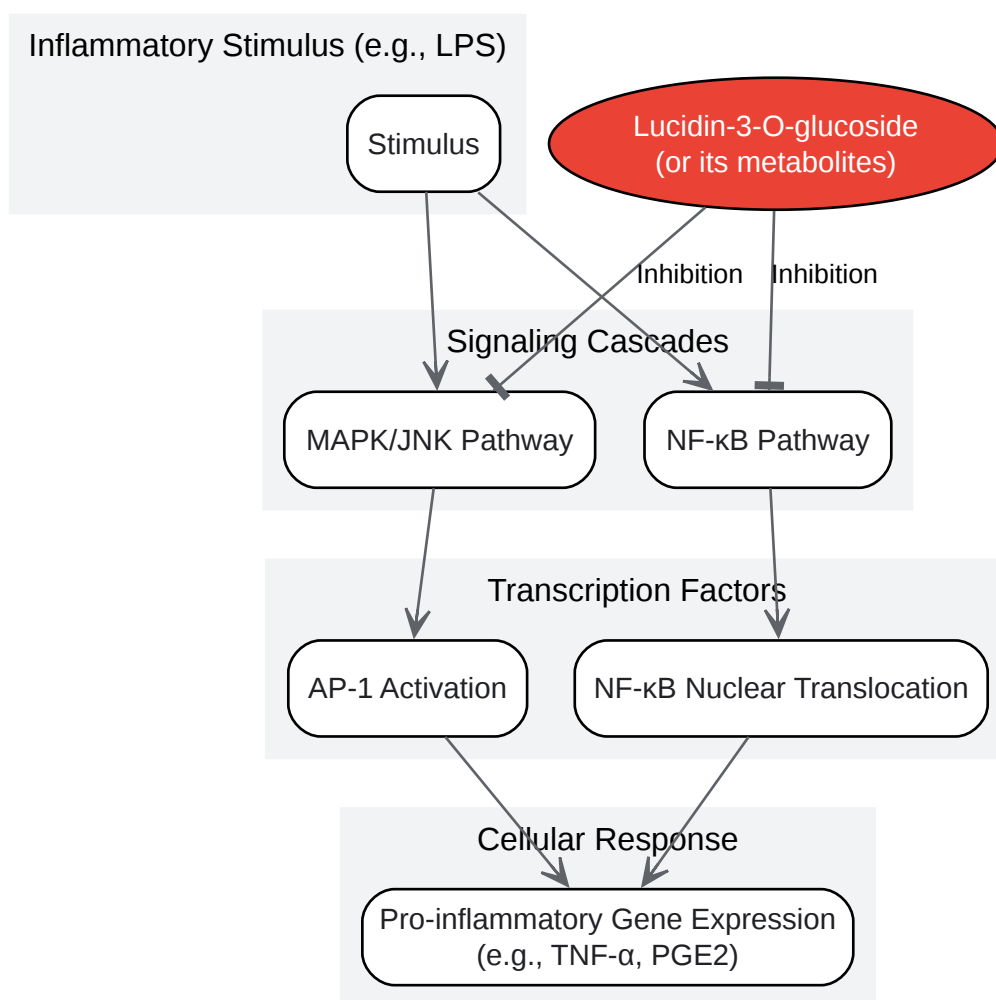 Inflammatory Stimulus (e.g., LPS)
Stimulus
Lucidin-3-O-glucoside
(or its metabolites)
Inhibition
Inhibition
Signaling Cascades
MAPK/JNK Pathway
NF-κB Pathway
Transcription Factors
AP-1 Activation
NF-κB Nuclear Translocation
Cellular Response
Pro-inflammatory Gene Expression
(e.g., TNF-α, PGE2)